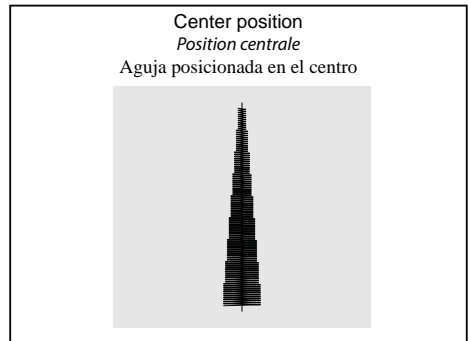 Center position
Position centrale
Aguja posicionada en el centro